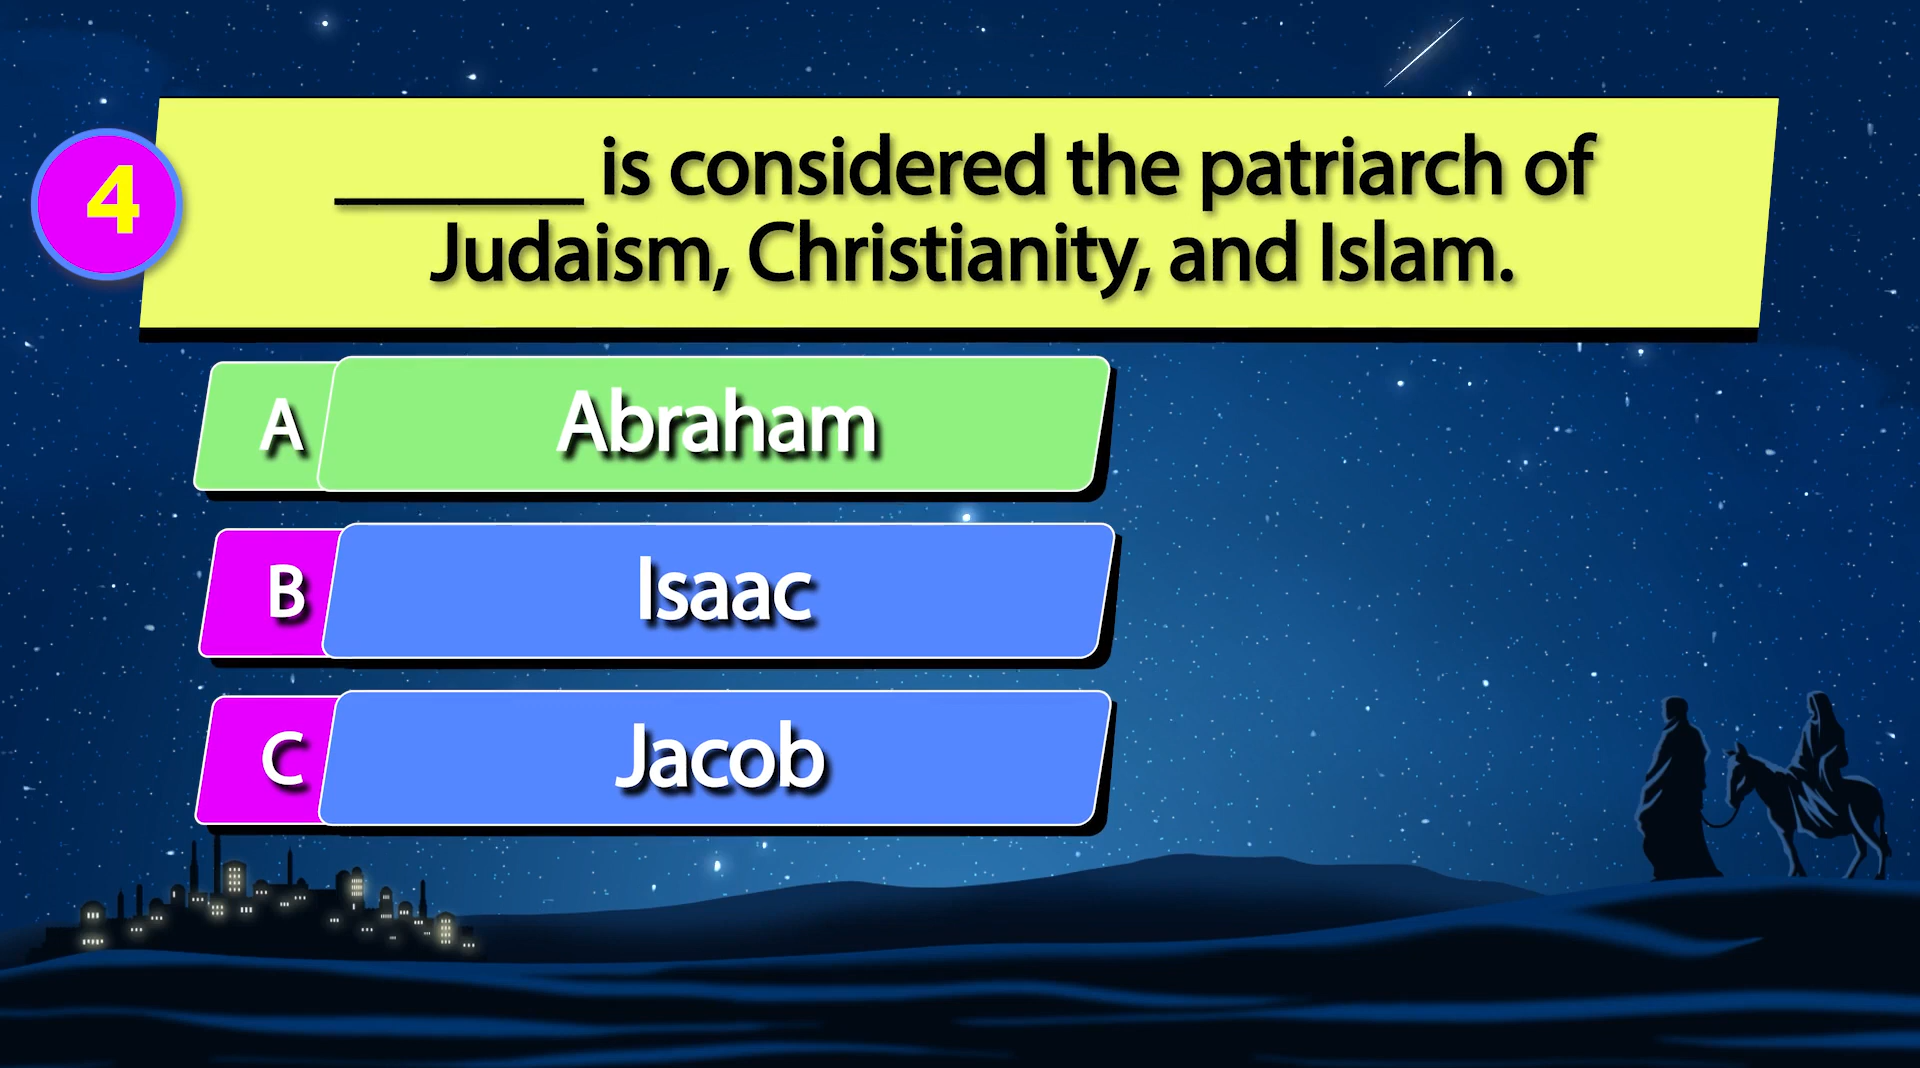 4
______ is considered the patriarch of
Judaism, Christianity, and Islam.
A Abraham
B Isaac
C Jacob